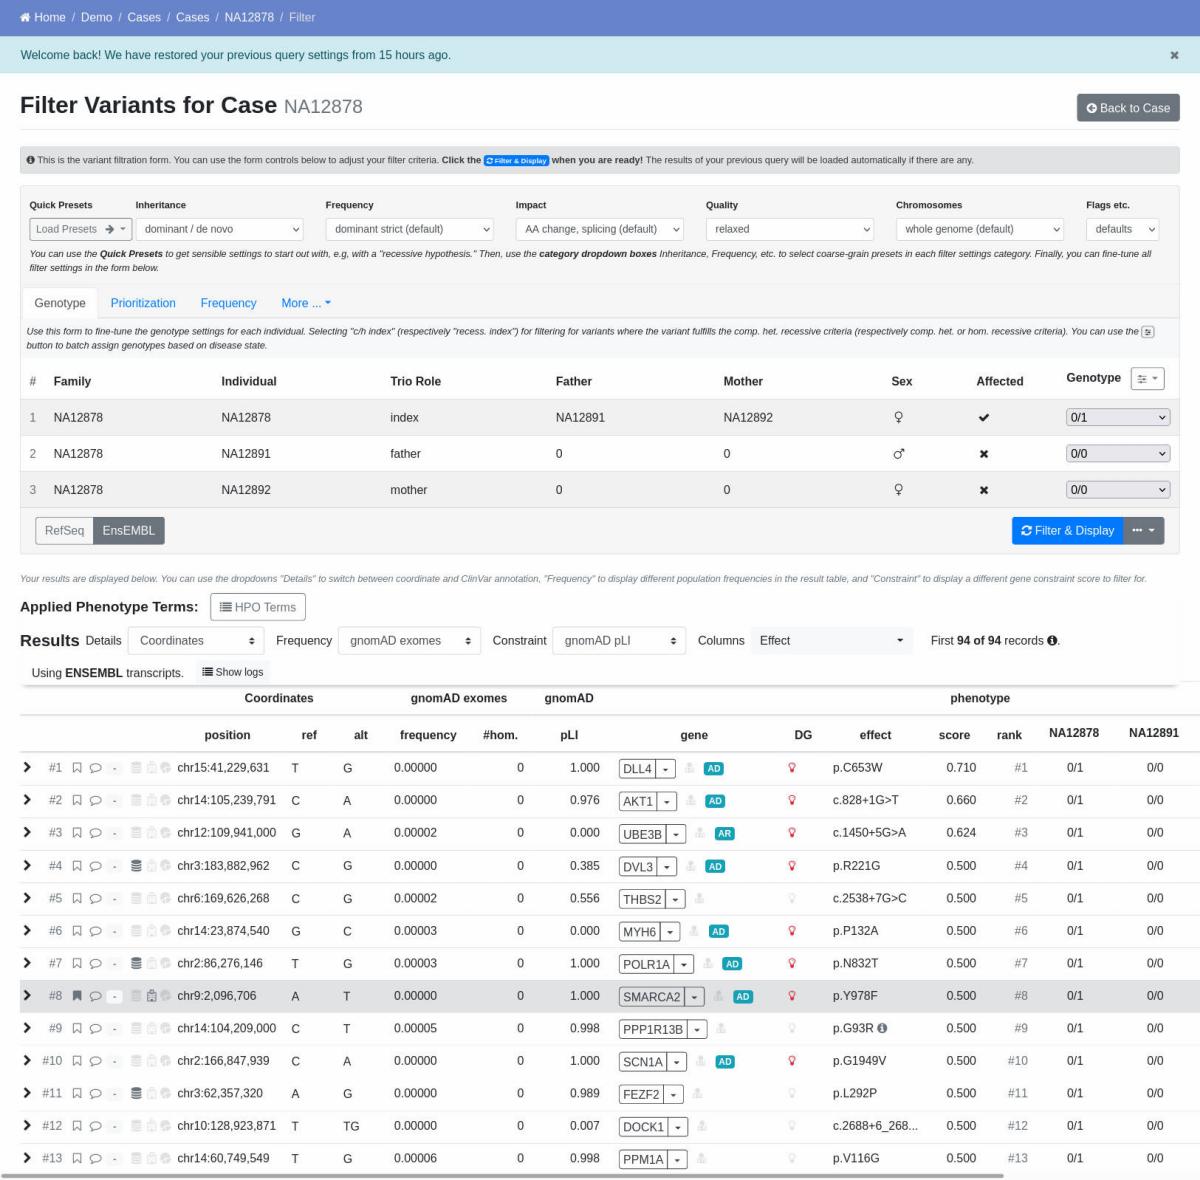 Home / Demo / Cases / Cases / NA12878 / Filter
Welcome back! We have restored your previous query settings from 15 hours ago. ×
Filter Variants for Case NA12878
Back to Case
This is the variant filtration form. You can use the form controls below to adjust your filter criteria. Click the Filter & Display when you are ready! The results of your previous query will be loaded automatically if there are any.
Quick Presets Inheritance Frequency Impact Quality Chromosomes Flags etc.
Load Presets dominant / de novo dominant strict (default) AA change, splicing (default) relaxed whole genome (default) defaults
You can use the Quick Presets to get sensible settings to start out with, e.g, with a "recessive hypothesis." Then, use the category dropdown boxes Inheritance, Frequency, etc. to select coarse-grain presets in each filter settings category. Finally, you can fine-tune all
filter settings in the form below.
Genotype Prioritization Frequency More ...
Use this form to fine-tune the genotype settings for each individual. Selecting "c/h index" (respectively "recess. index") for filtering for variants where the variant fulfills the comp. het. recessive criteria (respectively comp. het. or hom. recessive criteria). You can use the
button to batch assign genotypes based on disease state.
# Family Individual Trio Role Father Mother Sex Affected Genotype
1 NA12878 NA12878 index NA12891 NA12892 ♀ ✔ 0/1
2 NA12878 NA12891 father 0 0 ♂ ✖ 0/0
3 NA12878 NA12892 mother 0 0 ♀ ✖ 0/0
RefSeq EnsEMBL Filter & Display
Your results are displayed below. You can use the dropdowns "Details" to switch between coordinate and ClinVar annotation, "Frequency" to display different population frequencies in the result table, and "Constraint" to display a different gene constraint score to filter for.
Applied Phenotype Terms: HPO Terms
Results Details Coordinates Frequency gnomAD exomes Constraint gnomAD pLI Columns Effect First 94 of 94 records.
Using ENSEMBL transcripts. Show logs
Coordinates gnomAD exomes gnomAD phenotype
position ref alt frequency #hom. pLI gene DG effect score rank NA12878 NA12891
#1 - chr15:41,229,631 T G 0.00000 0 1.000 DLL4 AD p.C653W 0.710 #1 0/1 0/0
#2 - chr14:105,239,791 C A 0.00000 0 0.976 AKT1 AD c.828+1G>T 0.660 #2 0/1 0/0
#3 - chr12:109,941,000 G A 0.00002 0 0.000 UBE3B AR c.1450+5G>A 0.624 #3 0/1 0/0
#4 - chr3:183,882,962 C G 0.00000 0 0.385 DVL3 AD p.R221G 0.500 #4 0/1 0/0
#5 - chr6:169,626,268 C G 0.00002 0 0.556 THBS2 c.2538+7G>C 0.500 #5 0/1 0/0
#6 - chr14:23,874,540 G C 0.00003 0 0.000 MYH6 AD p.P132A 0.500 #6 0/1 0/0
#7 - chr2:86,276,146 T G 0.00003 0 1.000 POLR1A AD p.N832T 0.500 #7 0/1 0/0
#8 - chr9:2,096,706 A T 0.00000 0 1.000 SMARCA2 AD p.Y978F 0.500 #8 0/1 0/0
#9 - chr14:104,209,000 C T 0.00005 0 0.998 PPP1R13B p.G93R 0.500 #9 0/1 0/0
#10 - chr2:166,847,939 C A 0.00000 0 1.000 SCN1A AD p.G1949V 0.500 #10 0/1 0/0
#11 - chr3:62,357,320 A G 0.00000 0 0.989 FEZF2 p.L292P 0.500 #11 0/1 0/0
#12 - chr10:128,923,871 T TG 0.00000 0 0.007 DOCK1 c.2688+6_268... 0.500 #12 0/1 0/0
#13 - chr14:60,749,549 T G 0.00006 0 0.998 PPM1A p.V116G 0.500 #13 0/1 0/0